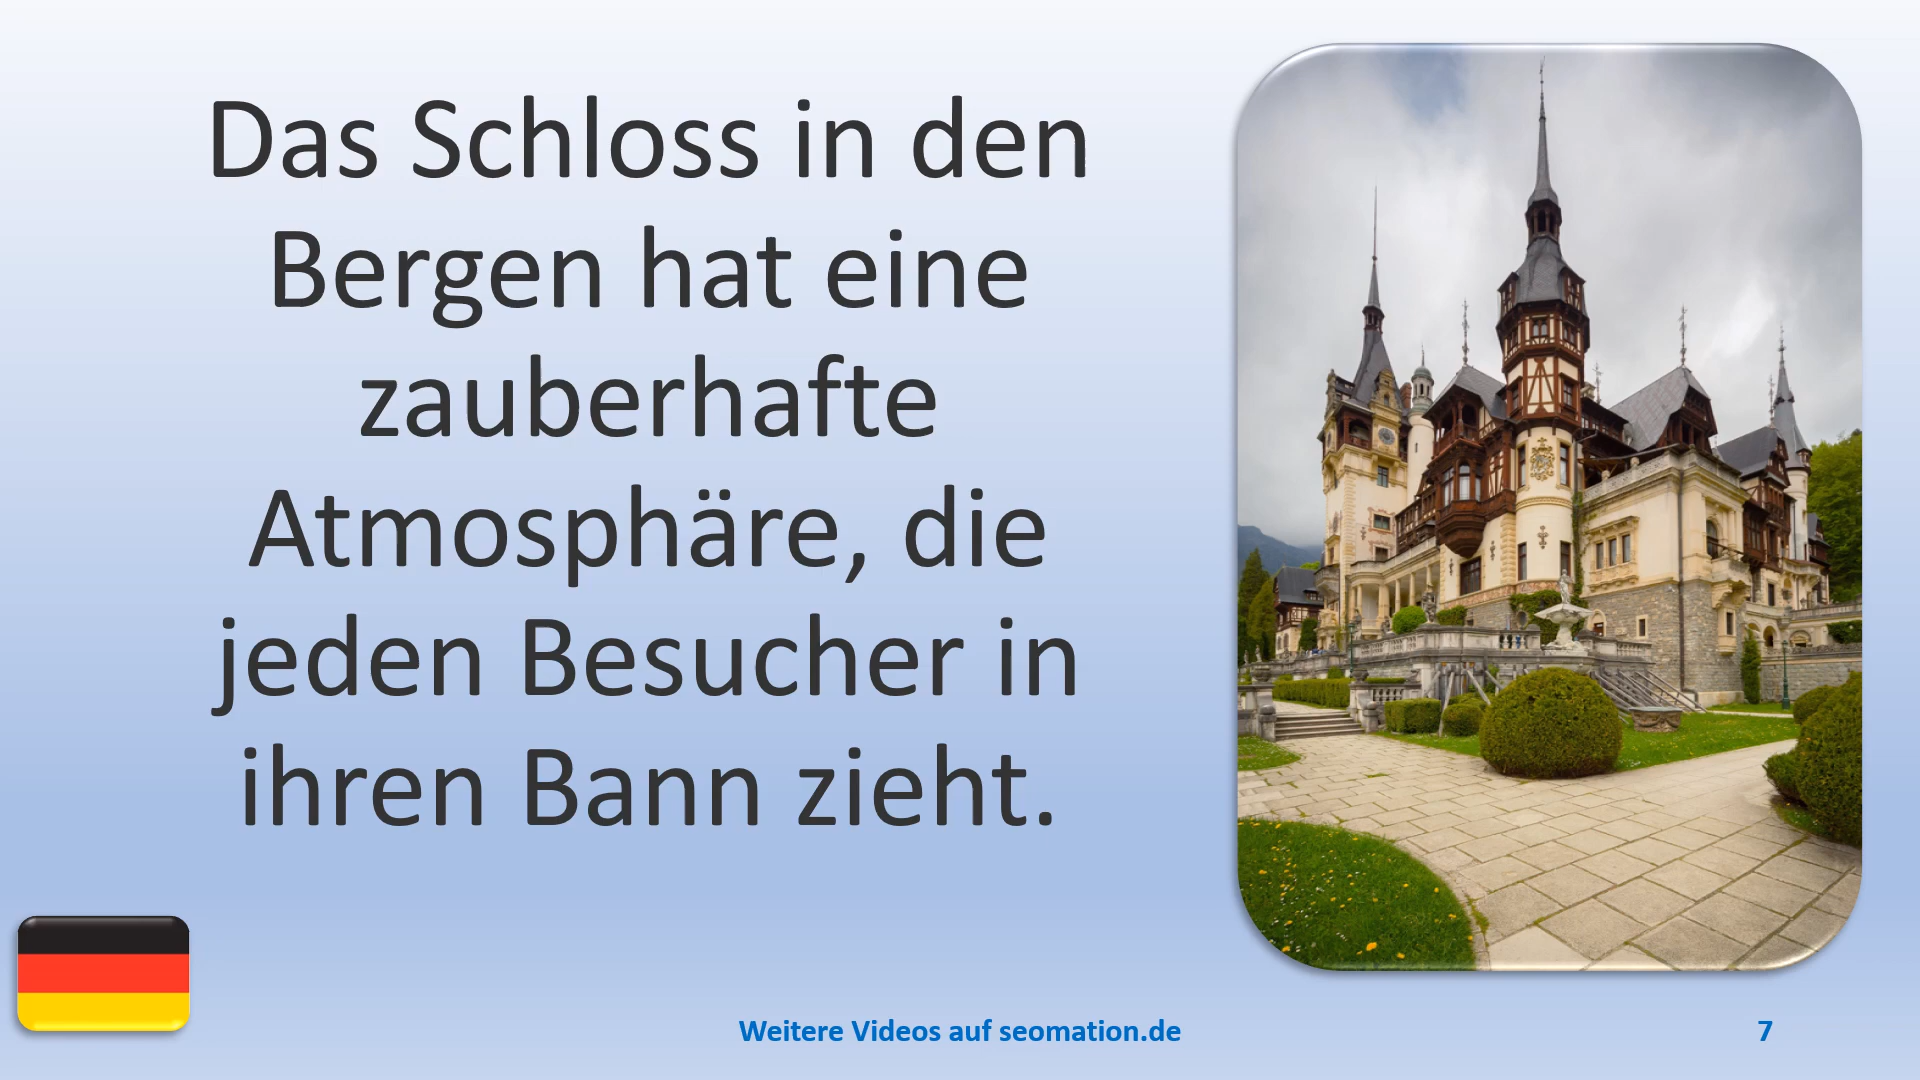 Das Schloss in den
Bergen hat eine
zauberhafte
Atmosphäre, die
jeden Besucher in
ihren Bann zieht.
Weitere Videos auf seomation.de
7